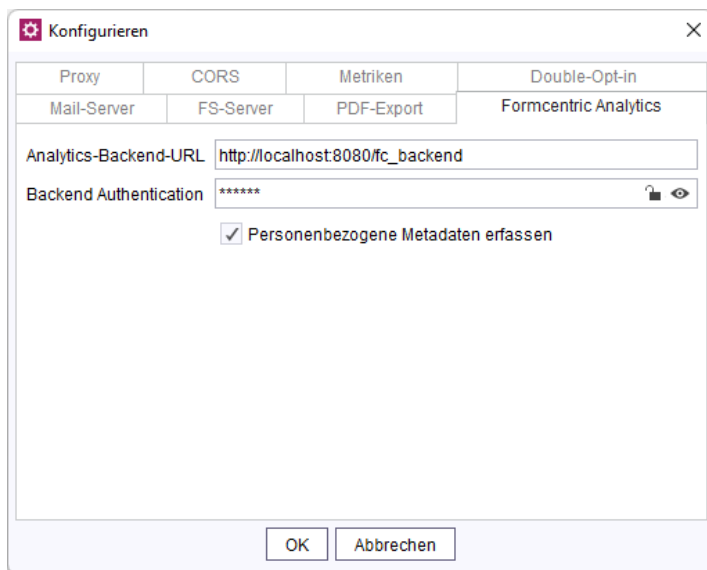 Konfigurieren
Proxy CORS Metriken Double-Opt-in
Mail-Server FS-Server PDF-Export Formcentric Analytics
Analytics-Backend-URL http://localhost:8080/fc_backend
Backend Authentication ******
Personenbezogene Metadaten erfassen
OK Abbrechen